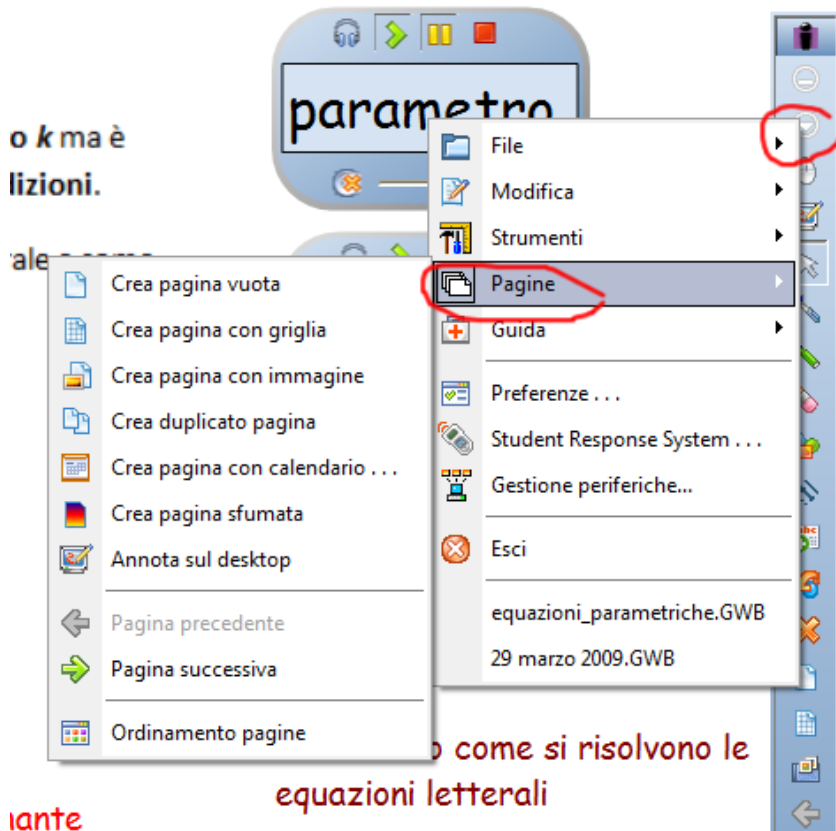 parametro
o k ma è
lizioni.
File
Modifica
Strumenti
Pagine
Guida
Preferenze . . .
Student Response System . . .
Gestione periferiche...
Esci
equazioni_parametriche.GWB
29 marzo 2009.GWB
Crea pagina vuota
Crea pagina con griglia
Crea pagina con immagine
Crea duplicato pagina
Crea pagina con calendario . . .
Crea pagina sfumata
Annota sul desktop
Pagina precedente
Pagina successiva
Ordinamento pagine
o come si risolvono le
equazioni letterali
nante